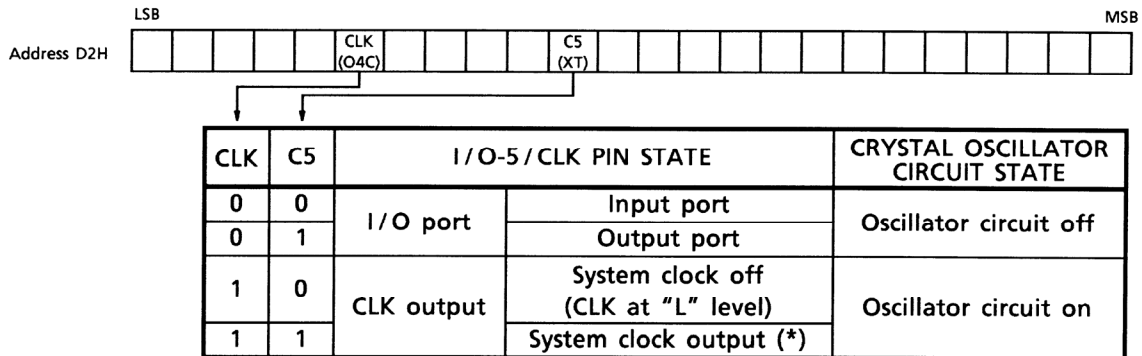 LSB MSB
Address D2H CLK C5
(O4C) (XT)
CLK C5 I/O-5/CLK PIN STATE CRYSTAL OSCILLATOR
CIRCUIT STATE
0 0 I/O port Input port Oscillator circuit off
0 1 Output port
1 0 CLK output System clock off
(CLK at "L" level) Oscillator circuit on
1 1 System clock output (*)